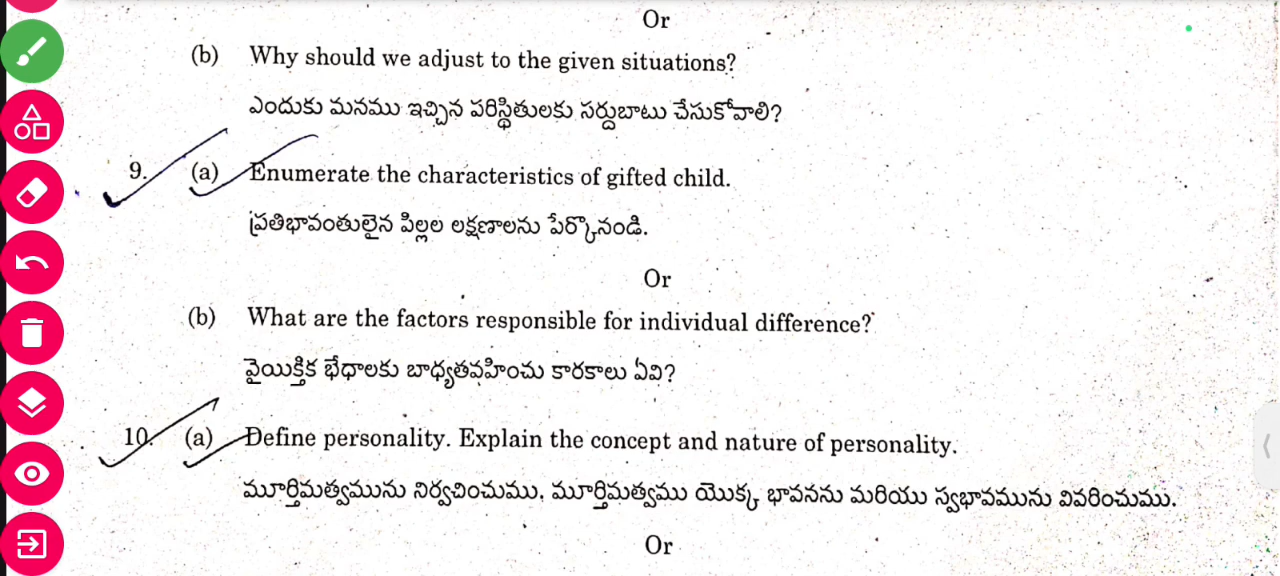 Or
(b) Why should we adjust to the given situations?
ఎందుకు మనము ఇచ్చిన పరిస్థితులకు సర్దుబాటు చేసుకోవాలి?
9. (a) Enumerate the characteristics of gifted child.
ప్రతిభావంతులైన పిల్లల లక్షణాలను పేర్కొనండి.
Or
(b) What are the factors responsible for individual difference?
వైయిక్తిక భేధాలకు బాధ్యతవహించు కారకాలు ఏవి?
10. (a) Define personality. Explain the concept and nature of personality.
మూర్తిమత్వమును నిర్వచించుము. మూర్తిమత్వము యొక్క భావనను మరియు స్వభావమును వివరించుము.
Or